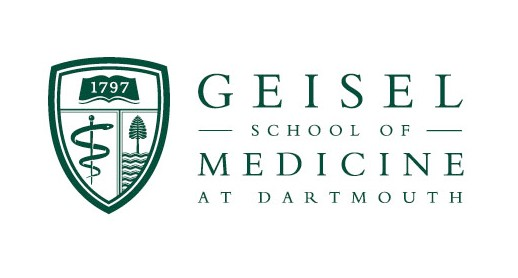 1797
GEISEL
SCHOOL OF
MEDICINE
AT DARTMOUTH